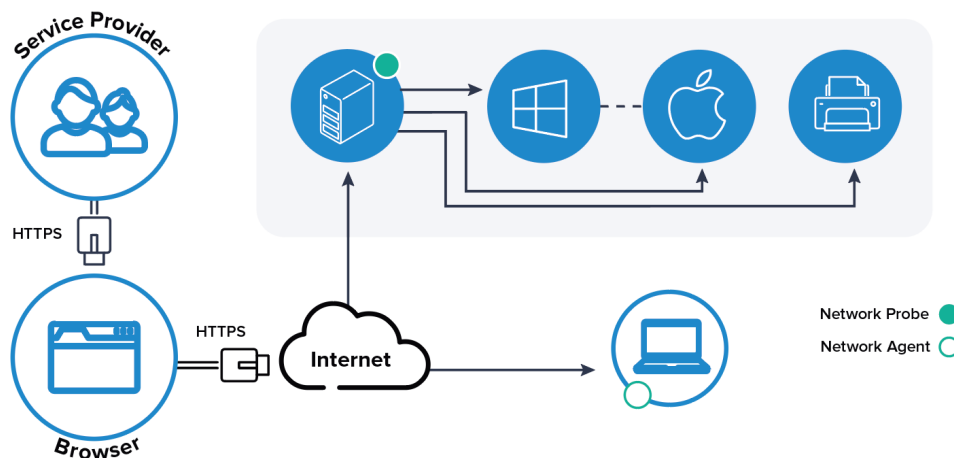 Service Provider
HTTPS
HTTPS
Internet
Browser
Network Probe
Network Agent